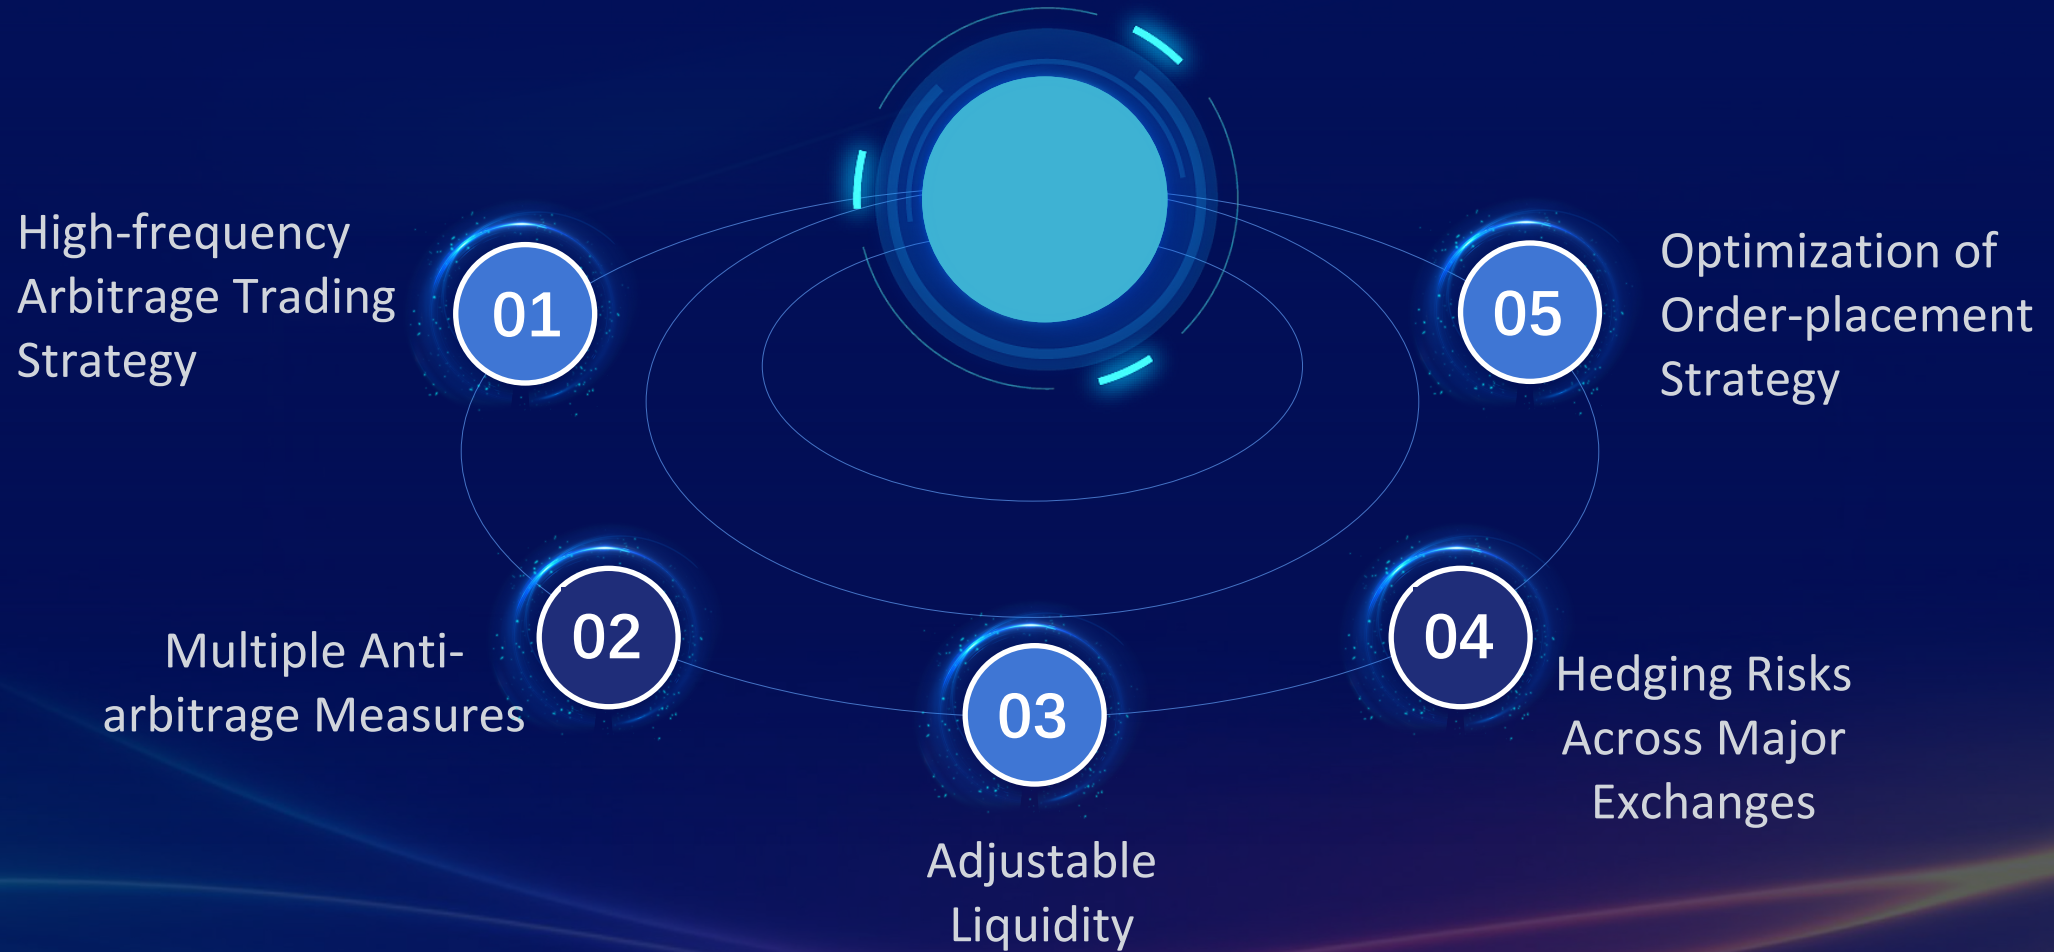 High-frequency
Arbitrage Trading
Strategy
01
Multiple Anti-
arbitrage Measures
02
03
Adjustable
Liquidity
04
Hedging Risks
Across Major
Exchanges
05
Optimization of
Order-placement
Strategy